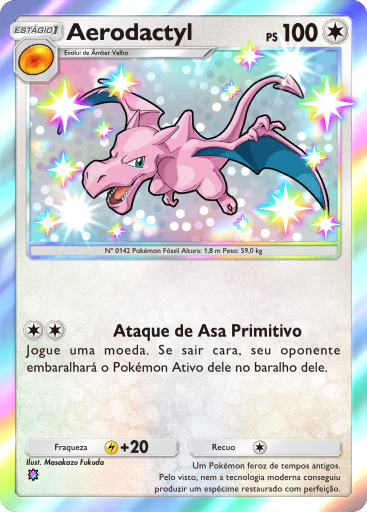 ESTÁGIO 1
Aerodactyl
PS 100
Evolui de Âmbar Velho
Nº 0142 Pokémon Fóssil Altura: 1,8 m Peso: 59,0 kg
Ataque de Asa Primitivo
Jogue uma moeda. Se sair cara, seu oponente
embaralhará o Pokémon Ativo dele no baralho dele.
Fraqueza +20
Recuo
Ilust. Masakazu Fukuda
Um Pokémon feroz de tempos antigos.
Pelo visto, nem a tecnologia moderna conseguiu
produzir um espécime restaurado com perfeição.